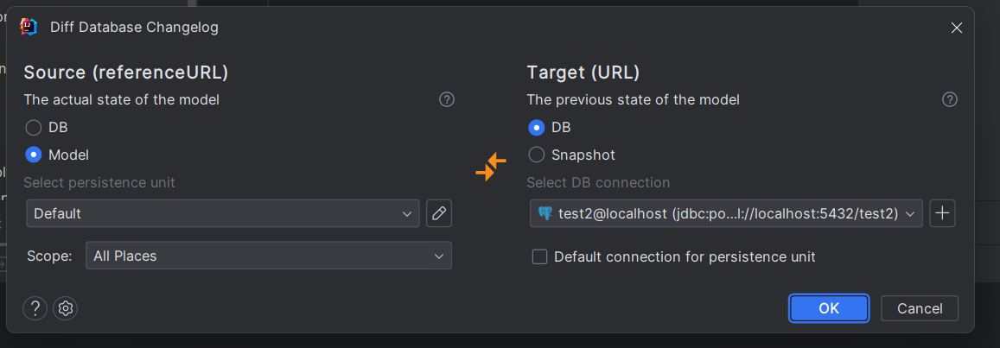 Diff Database Changelog
Source (referenceURL)
The actual state of the model
?
DB
Model
Select persistence unit
Default
Scope:
All Places
Target (URL)
The previous state of the model
?
DB
Snapshot
Select DB connection
test2@localhost (jdbc:po...l://localhost:5432/test2)
Default connection for persistence unit
?
OK
Cancel